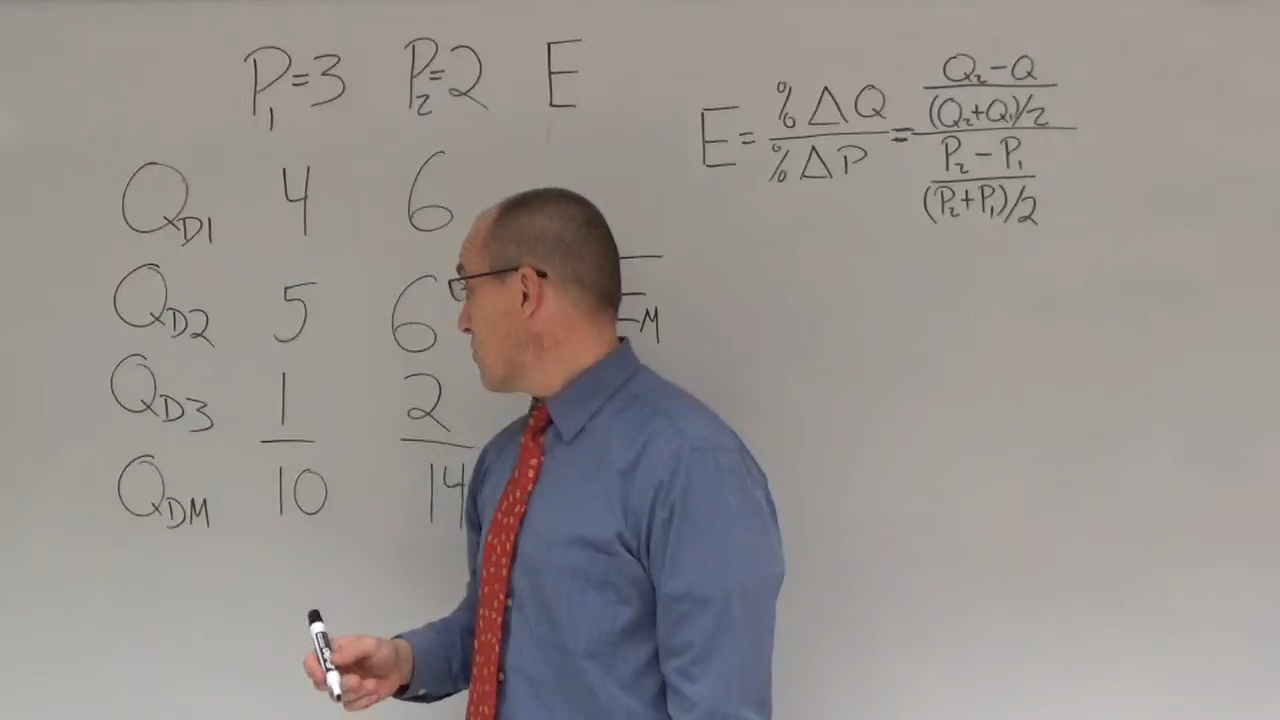 P₁=3 P₂=2 E
Q_D1 4 6
Q_D2 5 6
Q_D3 1 2
Q_DM 10 14
M
E = %ΔQ / %ΔP = (Q₂-Q / (Q₂+Q₁)/2) / (P₂-P₁ / (P₂+P₁)/2)